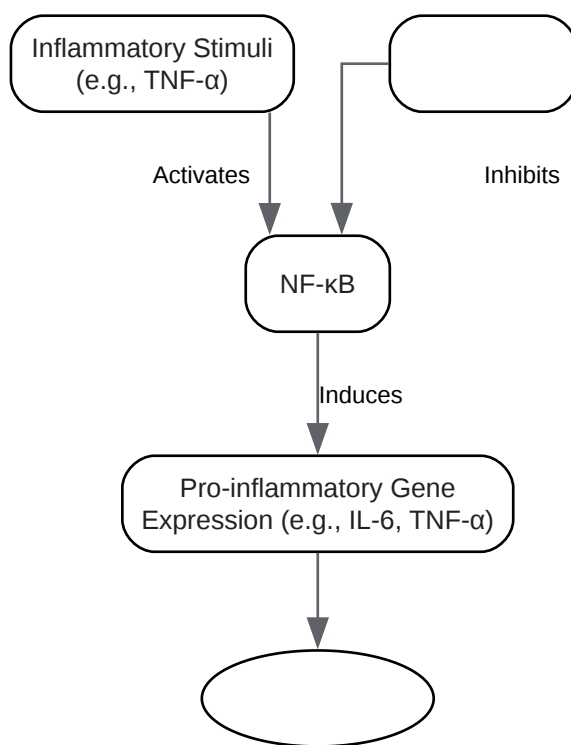 Inflammatory Stimuli
(e.g., TNF-α)
Activates
Inhibits
NF-κB
Induces
Pro-inflammatory Gene
Expression (e.g., IL-6, TNF-α)